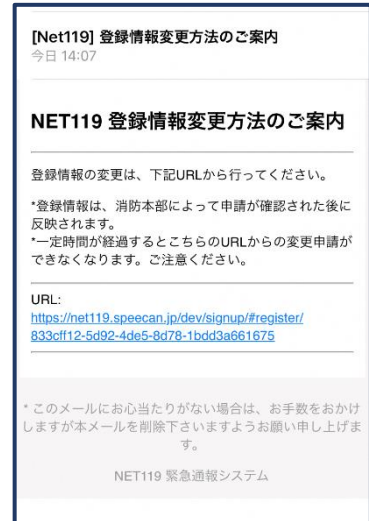 [Net119] 登録情報変更方法のご案内
今日 14:07
NET119 登録情報変更方法のご案内
登録情報の変更は、下記URLから行ってください。
*登録情報は、消防本部によって申請が確認された後に
反映されます。
*一定時間が経過するとこちらのURLからの変更申請が
できなくなります。ご注意ください。
URL:
https://net119.speecan.jp/dev/signup/#register/
833cff12-5d92-4de5-8d78-1bdd3a661675
* このメールにお心当たりがない場合は、お手数をおかけ
しますが本メールを削除下さいますようお願い申し上げま
す。
NET119 緊急通報システム